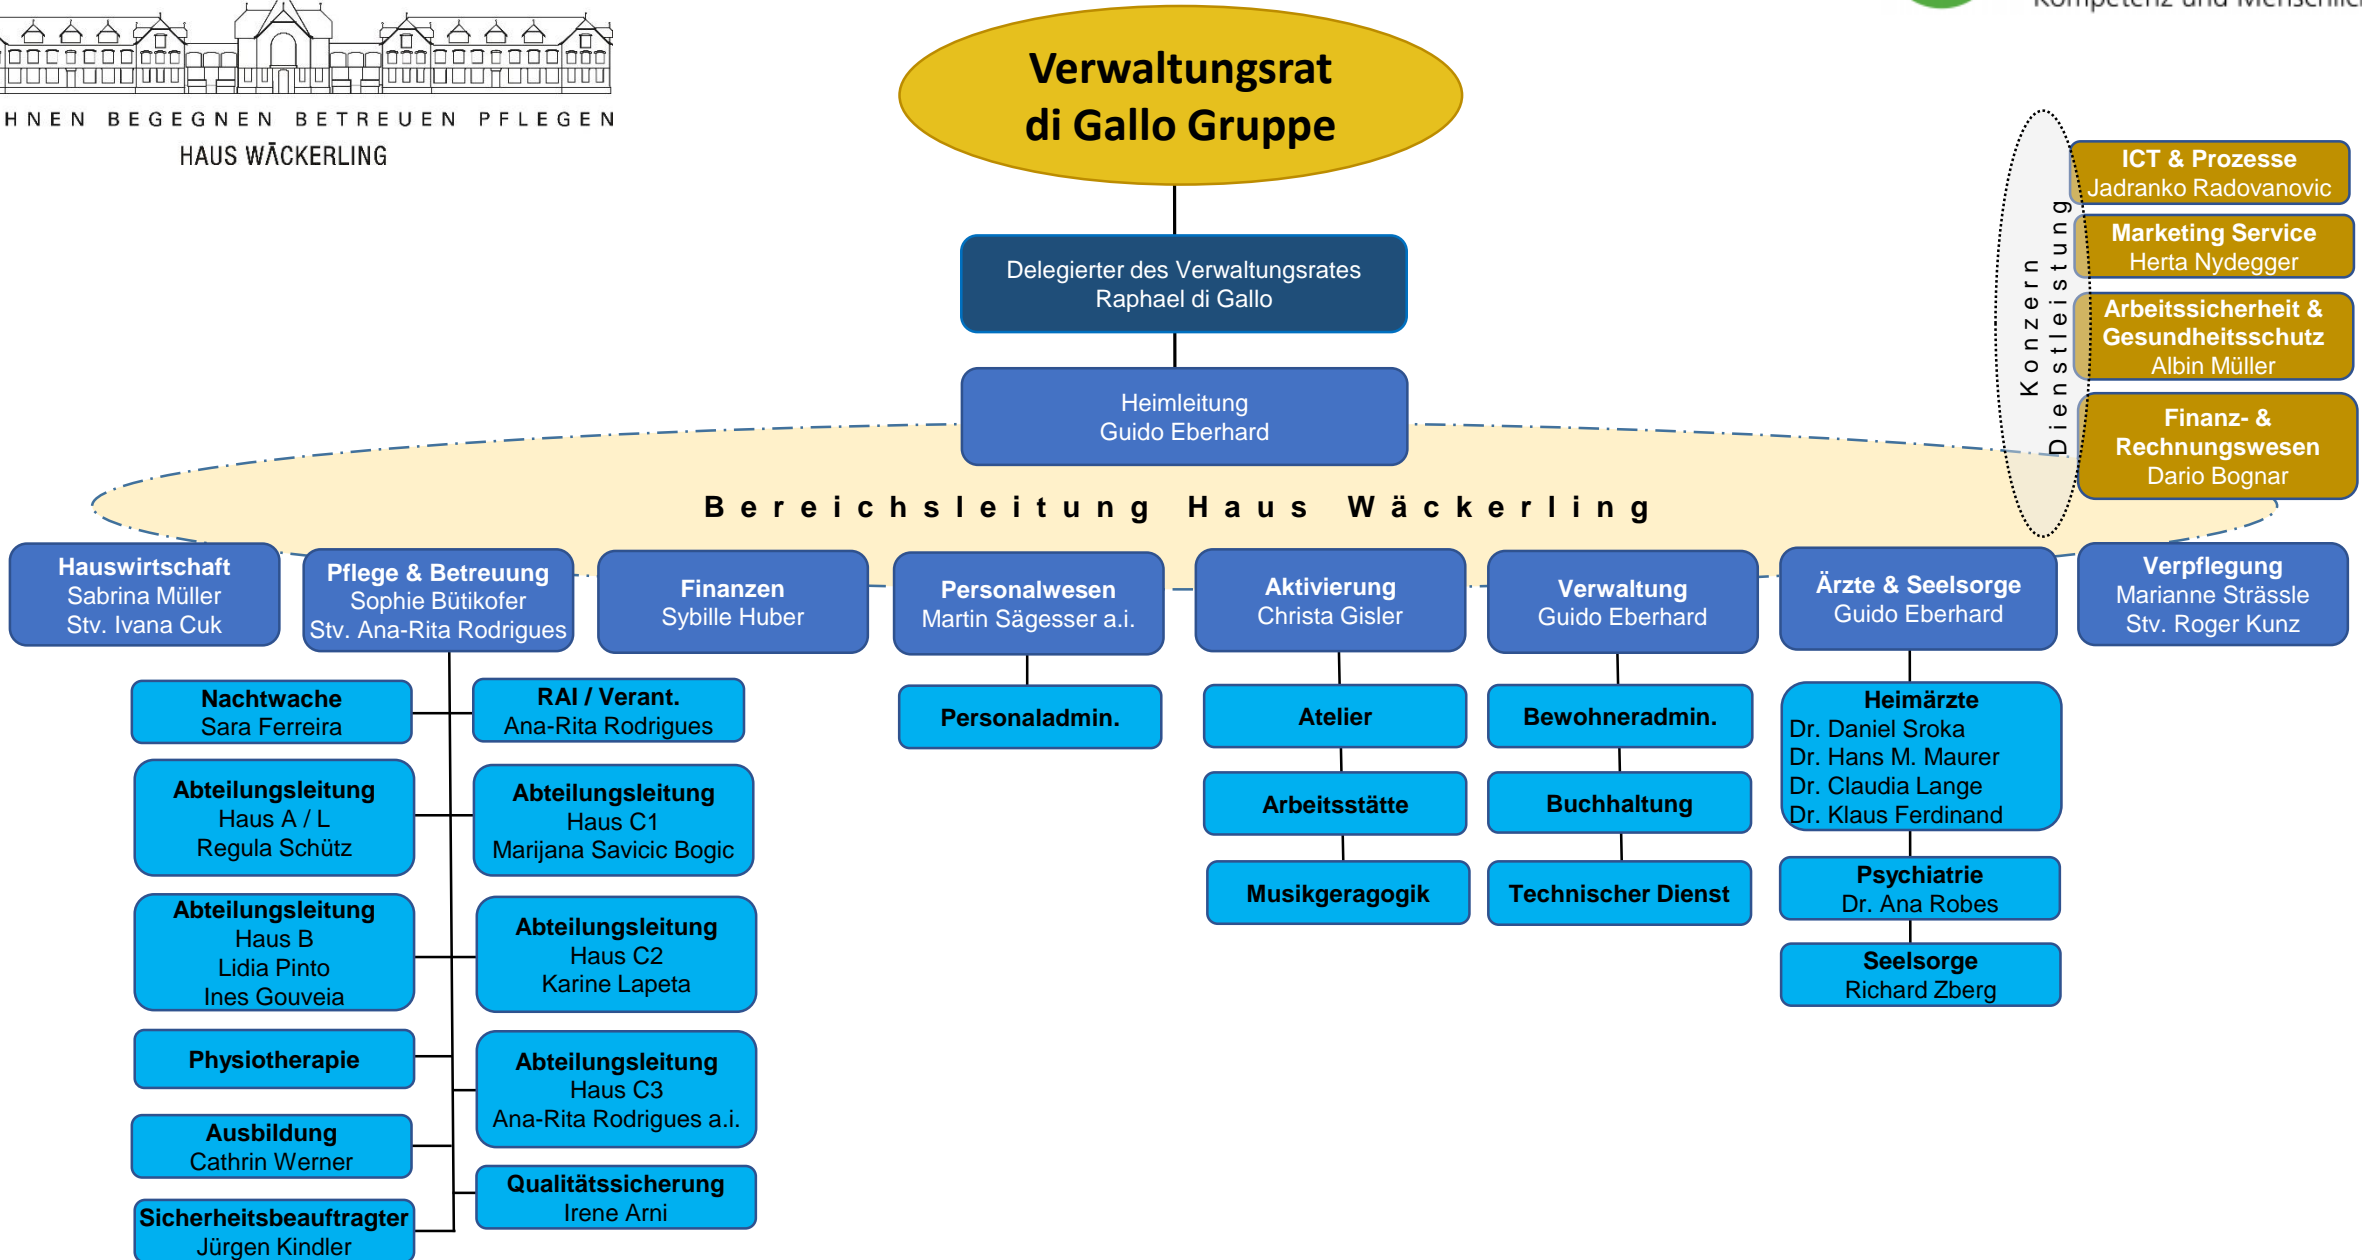 HNEN BEGEGNEN BETREUEN PFLEGEN
HAUS WÄCKERLING
Verwaltungsrat
di Gallo Gruppe
Delegierter des Verwaltungsrates
Raphael di Gallo
Heimleitung
Guido Eberhard
Konzern
Dienstleistung
ICT & Prozesse
Jadranko Radovanovic
Marketing Service
Herta Nydegger
Arbeitssicherheit &
Gesundheitsschutz
Albin Müller
Finanz- &
Rechnungswesen
Dario Bognar
Bereichsleitung Haus Wäckerling
Hauswirtschaft
Sabrina Müller
Stv. Ivana Cuk
Pflege & Betreuung
Sophie Bütikofer
Stv. Ana-Rita Rodrigues
Finanzen
Sybille Huber
Personalwesen
Martin Sägesser a.i.
Aktivierung
Christa Gisler
Verwaltung
Guido Eberhard
Ärzte & Seelsorge
Guido Eberhard
Verpflegung
Marianne Strässle
Stv. Roger Kunz
Nachtwache
Sara Ferreira
RAI / Verant.
Ana-Rita Rodrigues
Abteilungsleitung
Haus A / L
Regula Schütz
Abteilungsleitung
Haus C1
Marijana Savicic Bogic
Abteilungsleitung
Haus B
Lidia Pinto
Ines Gouveia
Abteilungsleitung
Haus C2
Karine Lapeta
Physiotherapie
Abteilungsleitung
Haus C3
Ana-Rita Rodrigues a.i.
Ausbildung
Cathrin Werner
Qualitätssicherung
Irene Arni
Sicherheitsbeauftragter
Jürgen Kindler
Personaladmin.
Atelier
Arbeitsstätte
Musikgeragogik
Bewohneradmin.
Buchhaltung
Technischer Dienst
Heimärzte
Dr. Daniel Sroka
Dr. Hans M. Maurer
Dr. Claudia Lange
Dr. Klaus Ferdinand
Psychiatrie
Dr. Ana Robes
Seelsorge
Richard Zberg